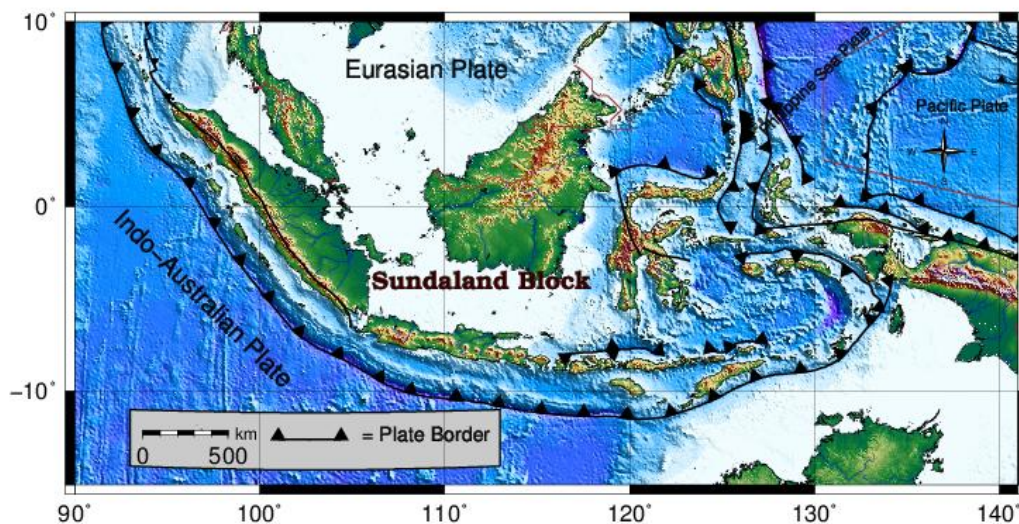 10°
0°
−10°
Eurasian Plate
Pacific Plate
W
E
Sundaland Block
Indo−Australian Plate
Sea Plate
km
0
500
= Plate Border
90°
100°
110°
120°
130°
140°